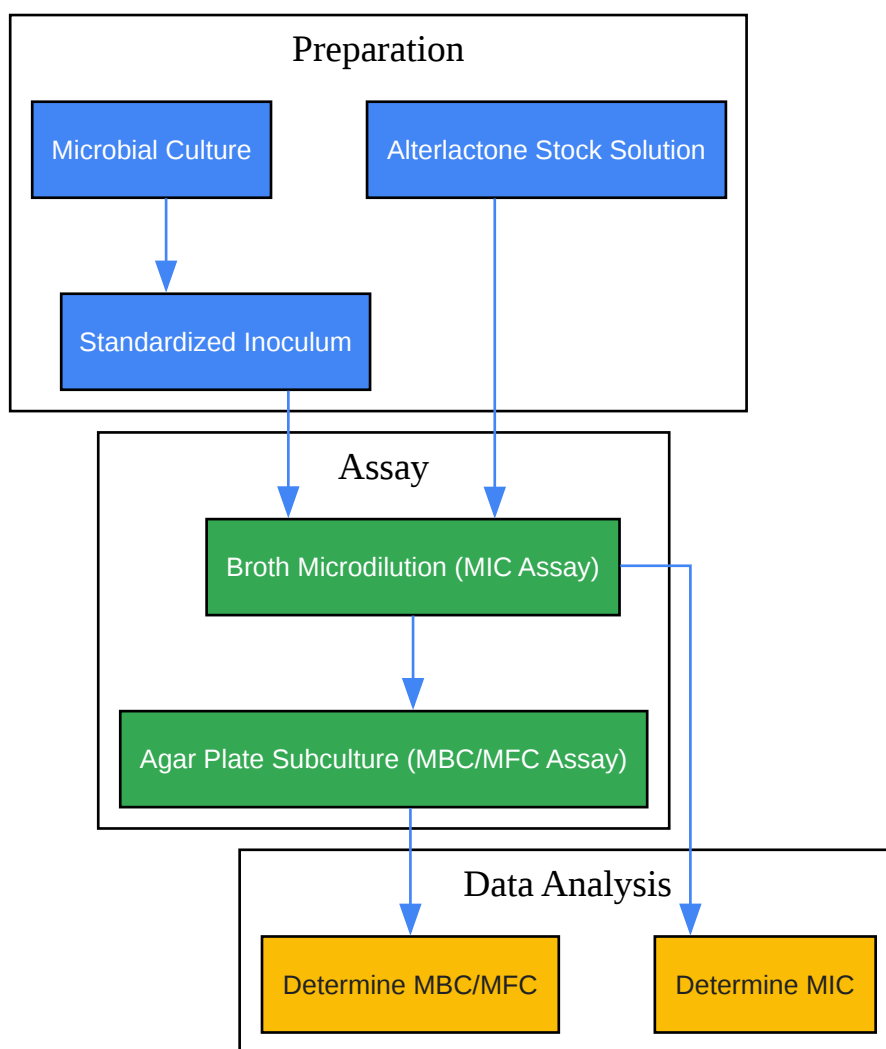 Preparation
Microbial Culture
Alterlactone Stock Solution
Standardized Inoculum
Assay
Broth Microdilution (MIC Assay)
Agar Plate Subculture (MBC/MFC Assay)
Data Analysis
Determine MBC/MFC
Determine MIC